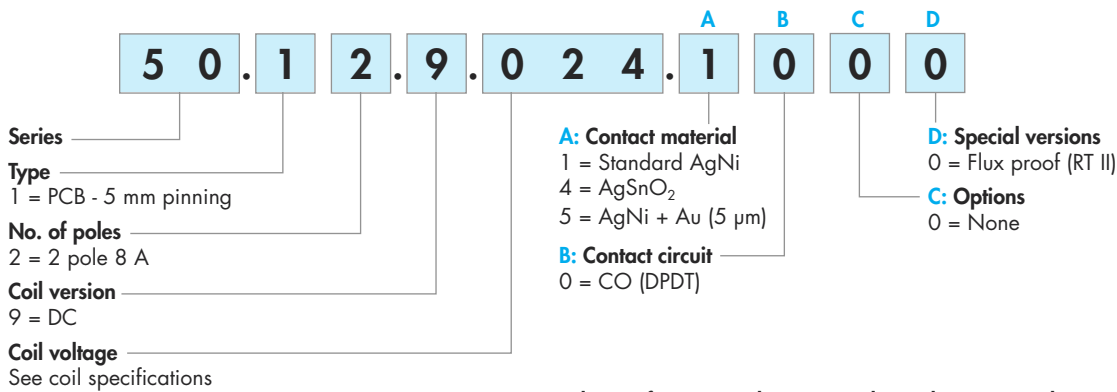 A B C D
5 0 . 1 2 . 9 . 0 2 4 . 1 0 0 0
Series
Type
1 = PCB - 5 mm pinning
No. of poles
2 = 2 pole 8 A
Coil version
9 = DC
Coil voltage
See coil specifications
A: Contact material
1 = Standard AgNi
4 = AgSnO₂
5 = AgNi + Au (5 µm)
B: Contact circuit
0 = CO (DPDT)
D: Special versions
0 = Flux proof (RT II)
C: Options
0 = None